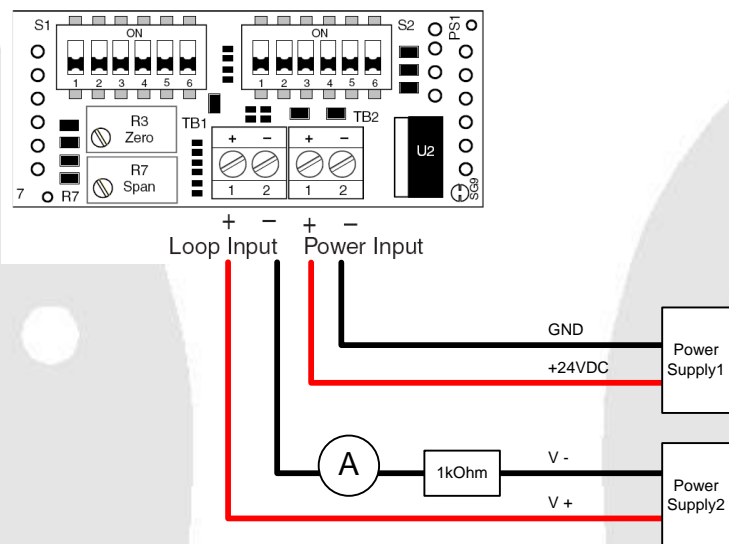 S1 ON S2 PS1
ON
1 2 3 4 5 6
1 2 3 4 5 6
R3
Zero
TB1
TB2
R7
Span
+ − + −
1 2 1 2
U2
7
R7
SG9
+ − + −
Loop Input Power Input
GND
+24VDC
Power
Supply1
A
1kOhm
V -
V +
Power
Supply2